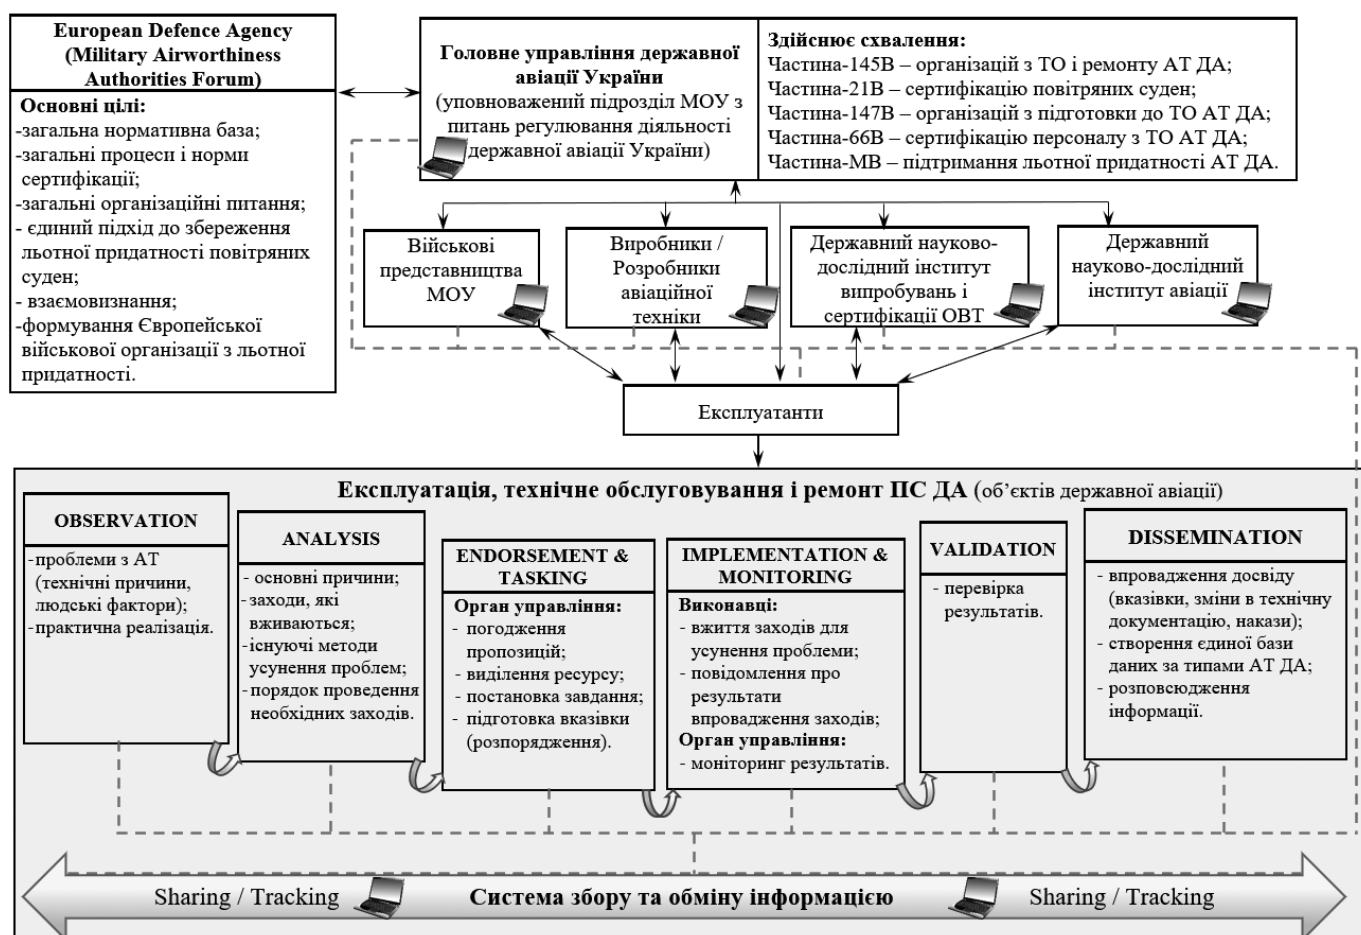 European Defence Agency
(Military Airworthiness
Authorities Forum)
Основні цілі:
-загальна нормативна база;
-загальні процеси і норми
сертифікації;
-загальні організаційні питання;
- єдиний підхід до збереження
льотної придатності повітряних
суден;
- взаємовизнання;
-формування Європейської
військової організації з льотної
придатності.
Головне управління державної
авіації України
(уповноважений підрозділ МОУ з
питань регулювання діяльності
державної авіації України)
Здійснює схвалення:
Частина-145В – організацій з ТО і ремонту АТ ДА;
Частина-21В – сертифікацію повітряних суден;
Частина-147В – організацій з підготовки до ТО АТ ДА;
Частина-66В – сертифікацію персоналу з ТО АТ ДА;
Частина-МВ – підтримання льотної придатності АТ ДА.
Військові
представництва
МОУ
Виробники /
Розробники
авіаційної
техніки
Державний науково-
дослідний інститут
випробувань і
сертифікації ОВТ
Державний
науково-дослідний
інститут авіації
Експлуатанти
Експлуатація, технічне обслуговування і ремонт ПС ДА (об’єктів державної авіації)
OBSERVATION
-проблеми з АТ
(технічні причини,
людські фактори);
-практична реалізація.
ANALYSIS
- основні причини;
-заходи, які
вживаються;
-існуючі методи
усунення проблем;
-порядок проведення
необхідних заходів.
ENDORSEMENT &
TASKING
Орган управління:
- погодження
пропозицій;
- виділення ресурсу;
- постановка завдання;
- підготовка вказівки
(розпорядження).
IMPLEMENTATION &
MONITORING
Виконавці:
- вжиття заходів для
усунення проблеми;
- повідомлення про
результати
впровадження заходів;
Орган управління:
- моніторинг результатів.
VALIDATION
- перевірка
результатів.
DISSEMINATION
- впровадження досвіду
(вказівки, зміни в технічну
документацію, накази);
- створення єдиної бази
даних за типами АТ ДА;
- розповсюдження
інформації.
Sharing / Tracking
Система збору та обміну інформацією
Sharing / Tracking